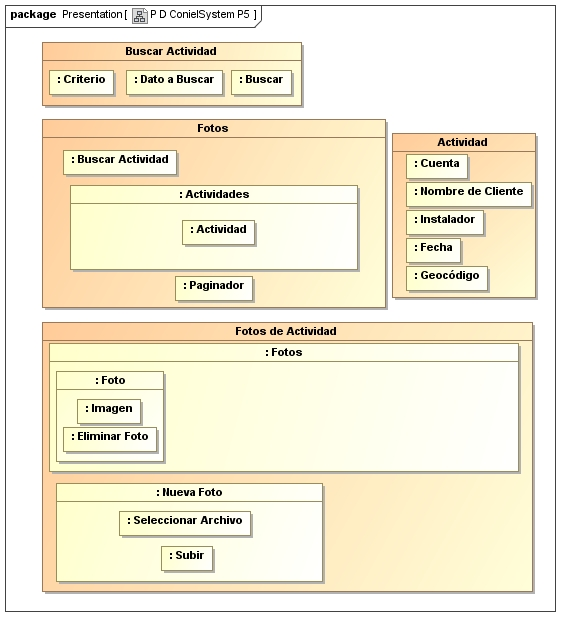 package Presentation [ P D ConielSystem P5 ]
Buscar Actividad
: Criterio
: Dato a Buscar
: Buscar
Fotos
: Buscar Actividad
: Actividades
: Actividad
: Paginador
Actividad
: Cuenta
: Nombre de Cliente
: Instalador
: Fecha
: Geocódigo
Fotos de Actividad
: Fotos
: Foto
: Imagen
: Eliminar Foto
: Nueva Foto
: Seleccionar Archivo
: Subir